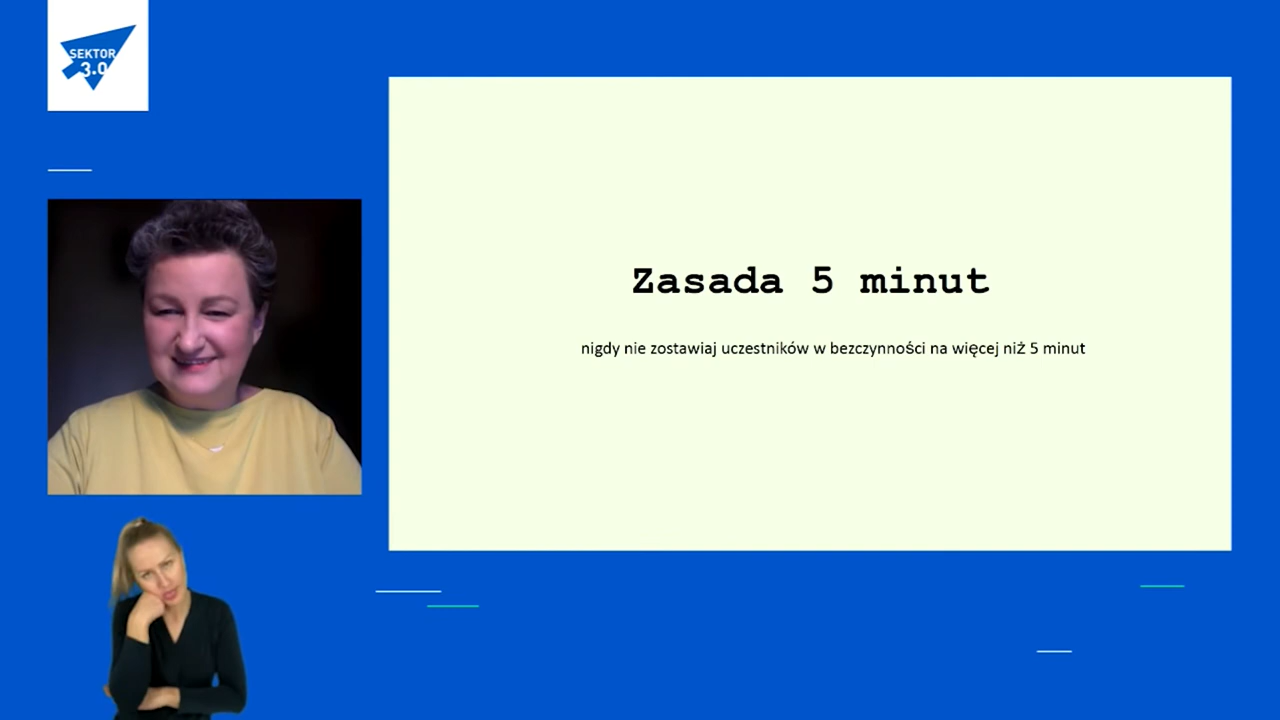 SEKTOR
3.0
Zasada 5 minut
nigdy nie zostawiaj uczestników w bezczynności na więcej niż 5 minut